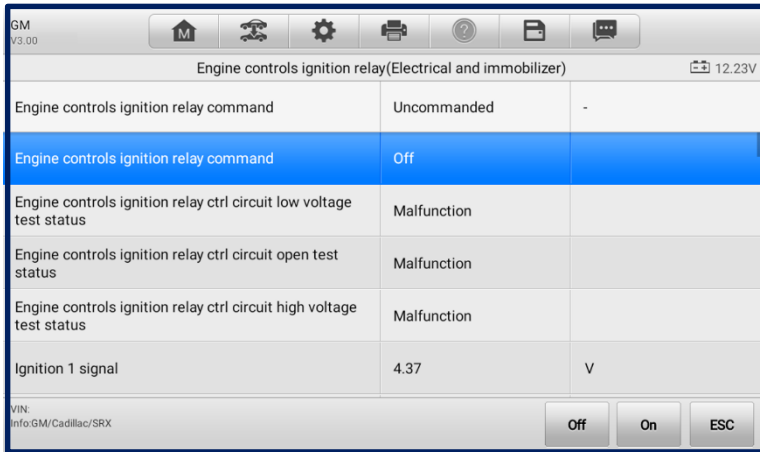 GM
V3.00
Engine controls ignition relay(Electrical and immobilizer)
12.23V
Engine controls ignition relay command
Uncommanded
-
Engine controls ignition relay command
Off
Engine controls ignition relay ctrl circuit low voltage
test status
Malfunction
Engine controls ignition relay ctrl circuit open test
status
Malfunction
Engine controls ignition relay ctrl circuit high voltage
test status
Malfunction
Ignition 1 signal
4.37
V
VIN:
Info:GM/Cadillac/SRX
Off
On
ESC